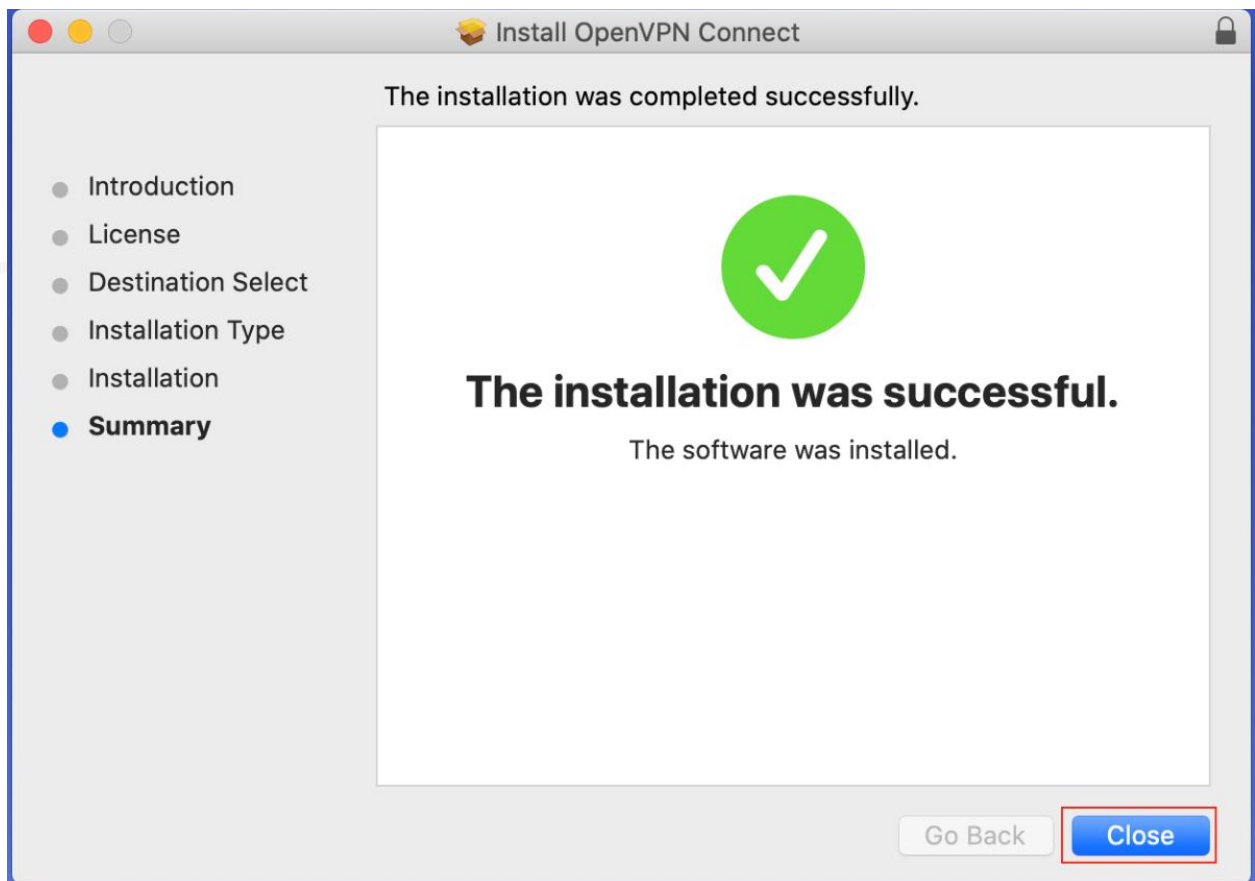 Install OpenVPN Connect
The installation was completed successfully.
Introduction
License
Destination Select
Installation Type
Installation
Summary
The installation was successful.
The software was installed.
Go Back
Close